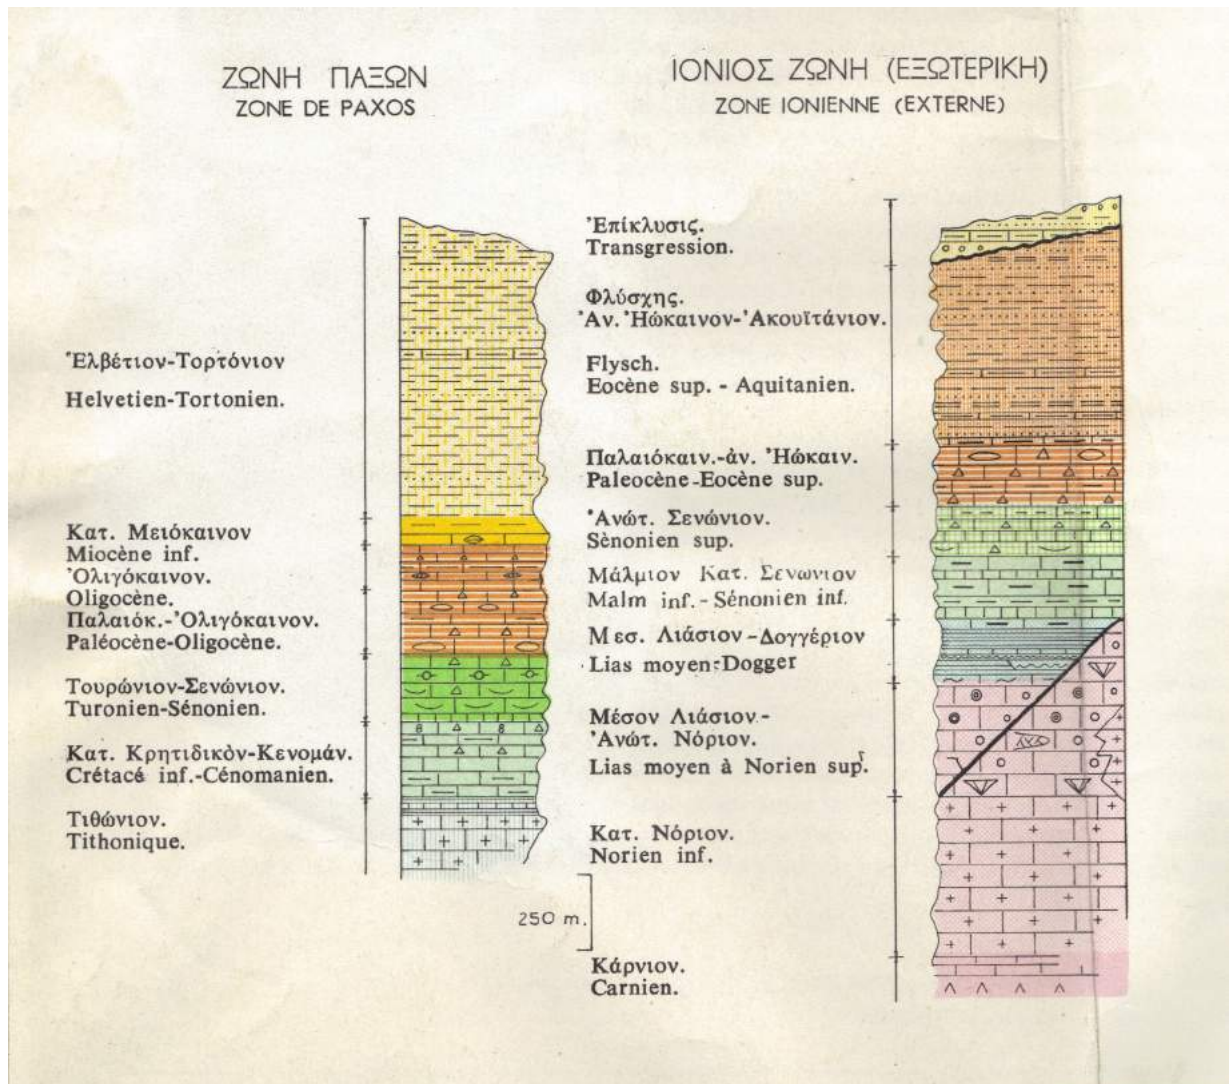 ΖΩΝΗ ΠΑΞΩΝ
ZONE DE PAXOS
Ἑλβέτιον-Τορτόνιον
Helvetien-Tortonien.
Κατ. Μειόκαινον
Miocène inf.
Ὀλιγόκαινον.
Oligocène.
Παλαιόκ.-Ὀλιγόκαινον.
Paléocène-Oligocène.
Τουρώνιον-Σενώνιον.
Turonien-Sénonien.
Κατ. Κρητιδικὸν-Κενομάν.
Crétacé inf.-Cénomanien.
Τιθώνιον.
Tithonique.
250 m.
ΙΟΝΙΟΣ ΖΩΝΗ (ΕΞΩΤΕΡΙΚΗ)
ZONE IONIENNE (EXTERNE)
Ἐπίκλυσις.
Transgression.
Φλύσχης.
Ἀν. Ἠώκαινον-Ἀκουϊτάνιον.
Flysch.
Eocène sup. - Aquitanien.
Παλαιόκαιν.-ἀν. Ἠώκαιν.
Paleocène-Eocène sup.
Ἀνώτ. Σενώνιον.
Sènonien sup.
Μάλμιον Κατ. Σενωνιον
Malm inf. - Sénonien inf.
Μεσ. Λιάσιον - Δογγέριον
Lias moyen-Dogger
Μέσον Λιάσιον -
Ἀνώτ. Νόριον.
Lias moyen à Norien sup.
Κατ. Νόριον.
Norien inf.
Κάρνιον.
Carnien.